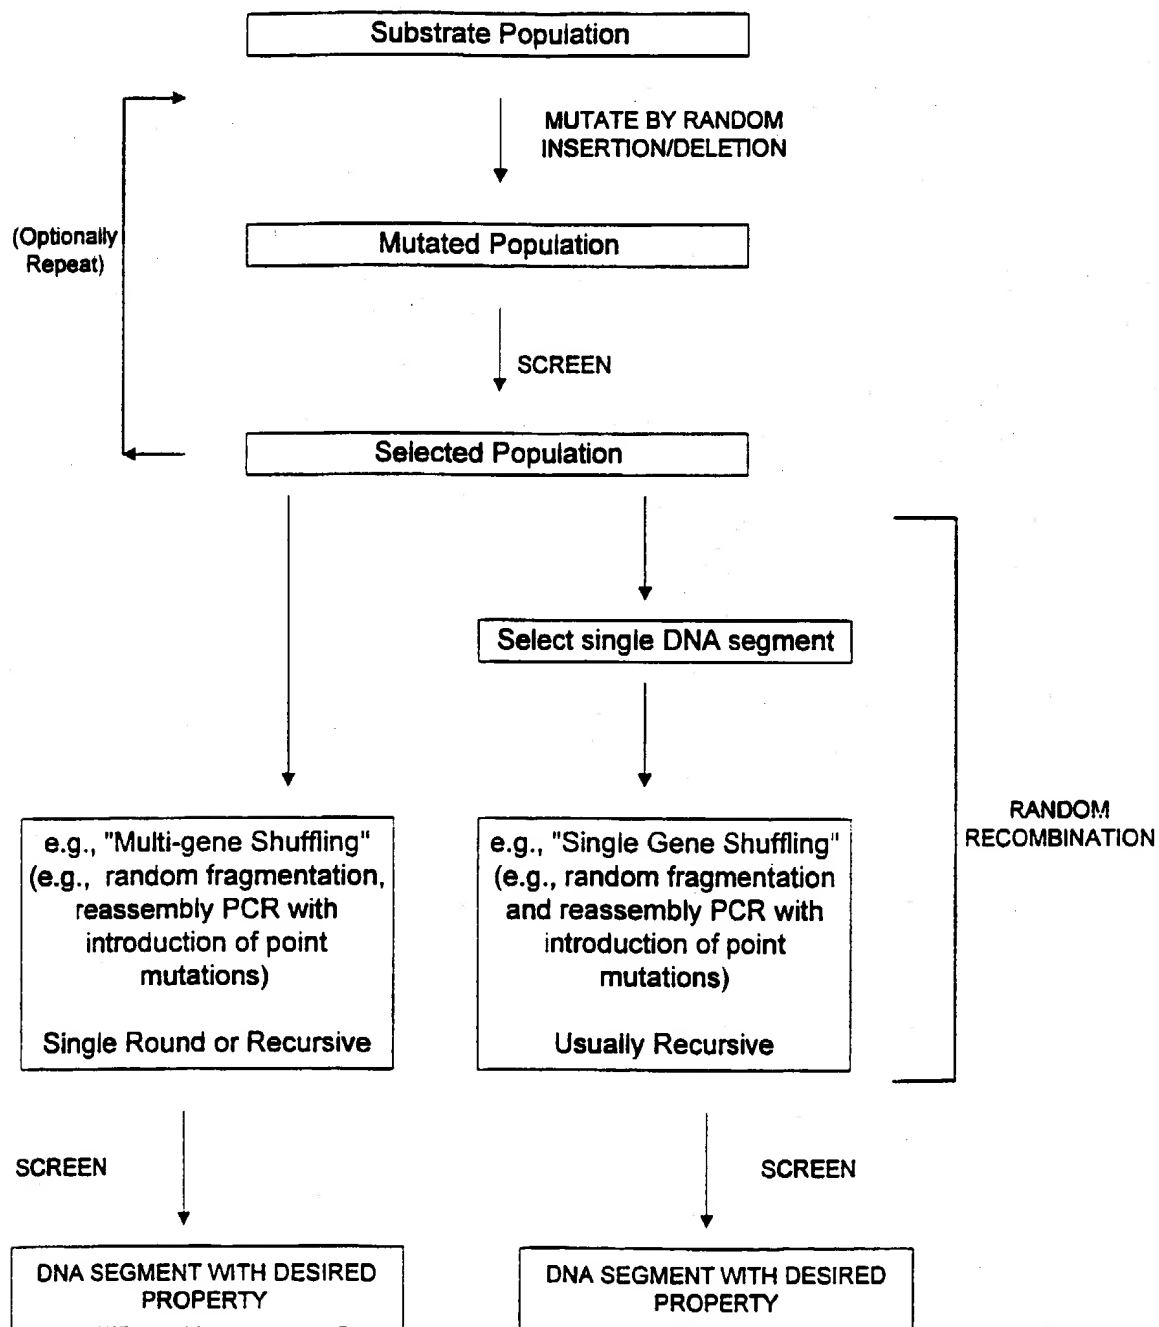 Substrate Population
MUTATE BY RANDOM
INSERTION/DELETION
(Optionally
Repeat)
Mutated Population
SCREEN
Selected Population
Select single DNA segment
e.g., "Multi-gene Shuffling"
(e.g., random fragmentation,
reassembly PCR with
introduction of point
mutations)
Single Round or Recursive
e.g., "Single Gene Shuffling"
(e.g., random fragmentation
and reassembly PCR with
introduction of point
mutations)
Usually Recursive
RANDOM
RECOMBINATION
SCREEN
SCREEN
DNA SEGMENT WITH DESIRED
PROPERTY
DNA SEGMENT WITH DESIRED
PROPERTY